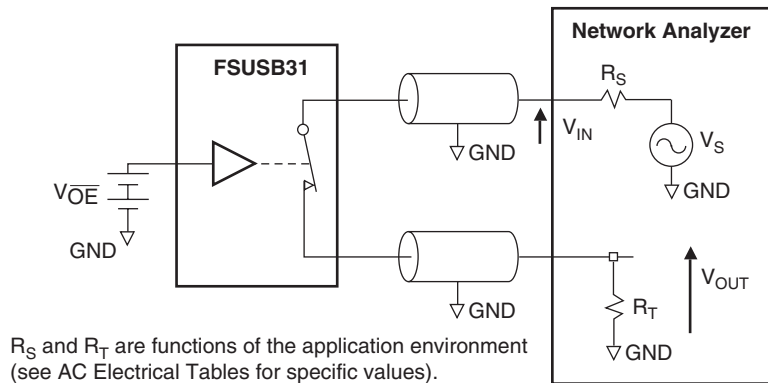 Network Analyzer
FSUSB31
R_S
V_IN
V_S
GND
GND
V_O̅E̅
GND
GND
V_OUT
R_T
GND
R_S and R_T are functions of the application environment
(see AC Electrical Tables for specific values).